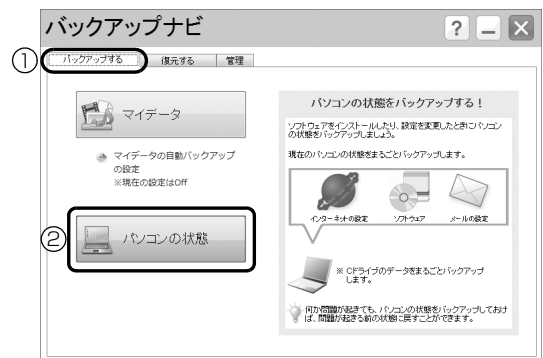 バックアップナビ
? － ×
① バックアップする 復元する 管理
マイデータ
マイデータの自動バックアップ
の設定
※現在の設定はOff
② パソコンの状態
パソコンの状態をバックアップする！
ソフトウェアをインストールしたり、設定を変更したときにパソコン
の状態をバックアップしましょう。
現在のパソコンの状態をまるごとバックアップします。
インターネットの設定 ソフトウェア メールの設定
※ Cドライブのデータをまるごとバックアップ
します。
何か問題が起きても、パソコンの状態をバックアップしておけ
ば、問題が起きる前の状態に戻すことができます。